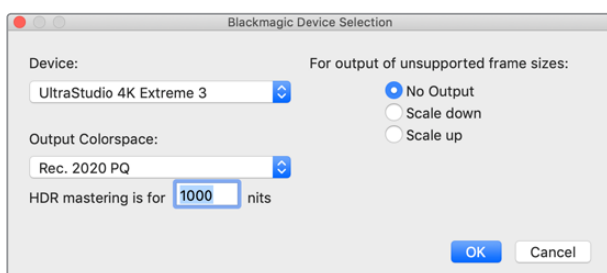 Blackmagic Device Selection
Device:
UltraStudio 4K Extreme 3
Output Colorspace:
Rec. 2020 PQ
HDR mastering is for 1000 nits
For output of unsupported frame sizes:
No Output
Scale down
Scale up
OK
Cancel